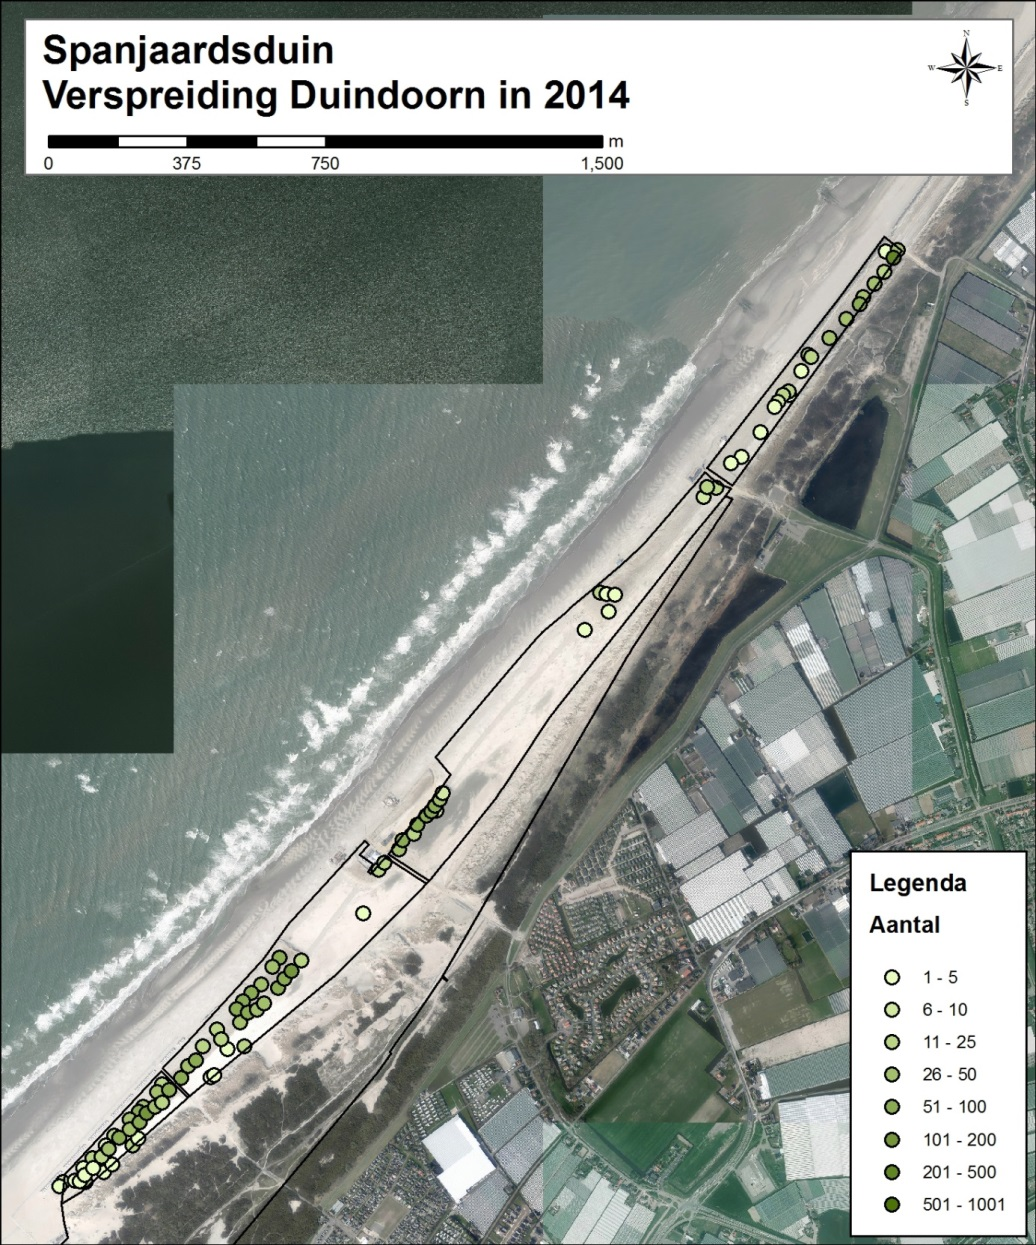 Spanjaardsduin
Verspreiding Duindoorn in 2014
0 375 750 1,500 m
N
W E
S
Legenda
Aantal
1 - 5
6 - 10
11 - 25
26 - 50
51 - 100
101 - 200
201 - 500
501 - 1001